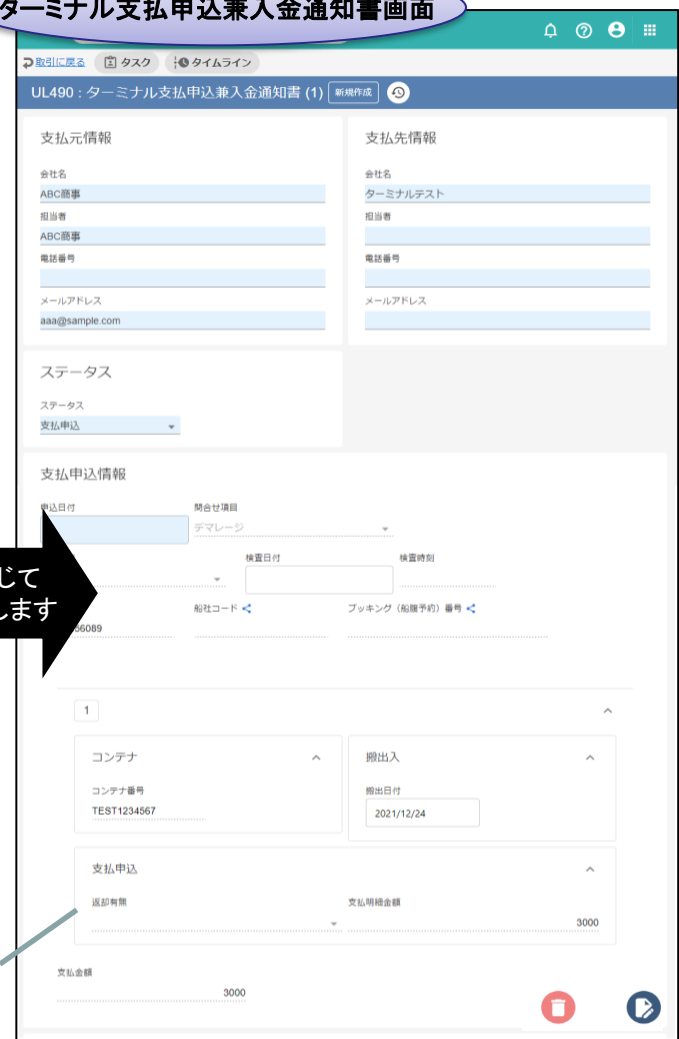 ターミナル支払申込兼入金通知書画面
取引に戻る タスク タイムライン
UL490 : ターミナル支払申込兼入金通知書 (1) 新規作成
支払元情報
会社名
ABC商事
担当者
ABC商事
電話番号
メールアドレス
aaa@sample.com
支払先情報
会社名
ターミナルテスト
担当者
電話番号
メールアドレス
ステータス
ステータス
支払申込
支払申込情報
申込日付 問合せ項目
デマレージ
検査日付 検査時刻
じて
します
船社コード ブッキング（船腹予約）番号
56089
1
コンテナ
コンテナ番号
TEST1234567
搬出入
搬出日付
2021/12/24
支払申込
返却有無 支払明細金額
3000
支払金額
3000